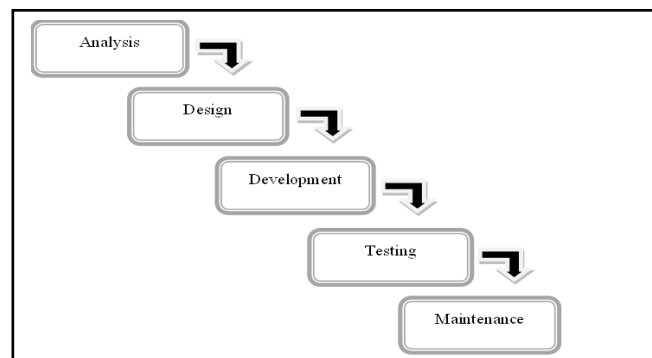 Analysis
Design
Development
Testing
Maintenance